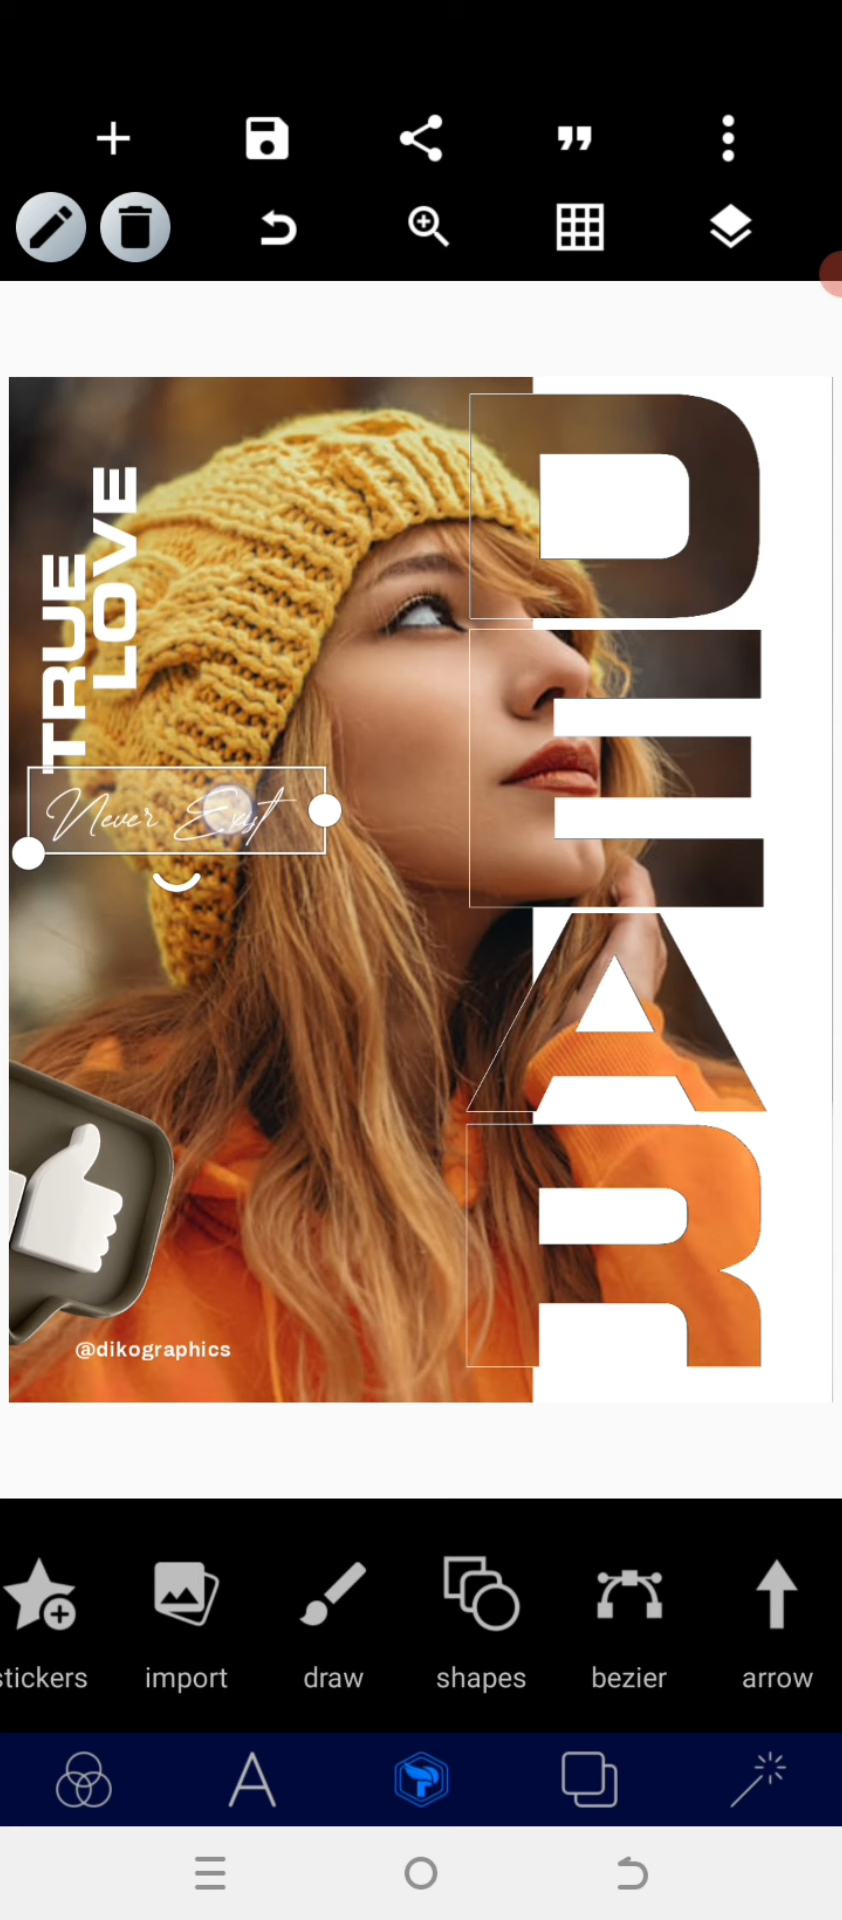 DEAR
TRUE
LOVE
Never Exist
@dikographics
stickers
import
draw
shapes
bezier
arrow